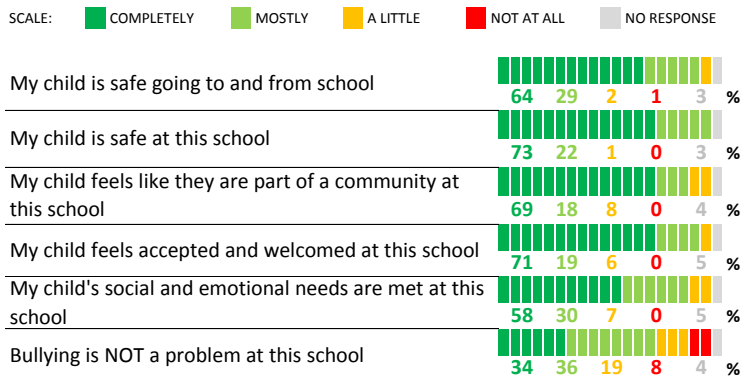 SCALE: COMPLETELY MOSTLY A LITTLE NOT AT ALL NO RESPONSE
My child is safe going to and from school
64 29 2 1 3 %
My child is safe at this school
73 22 1 0 3 %
My child feels like they are part of a community at
this school
69 18 8 0 4 %
My child feels accepted and welcomed at this school
71 19 6 0 5 %
My child's social and emotional needs are met at this
school
58 30 7 0 5 %
Bullying is NOT a problem at this school
34 36 19 8 4 %